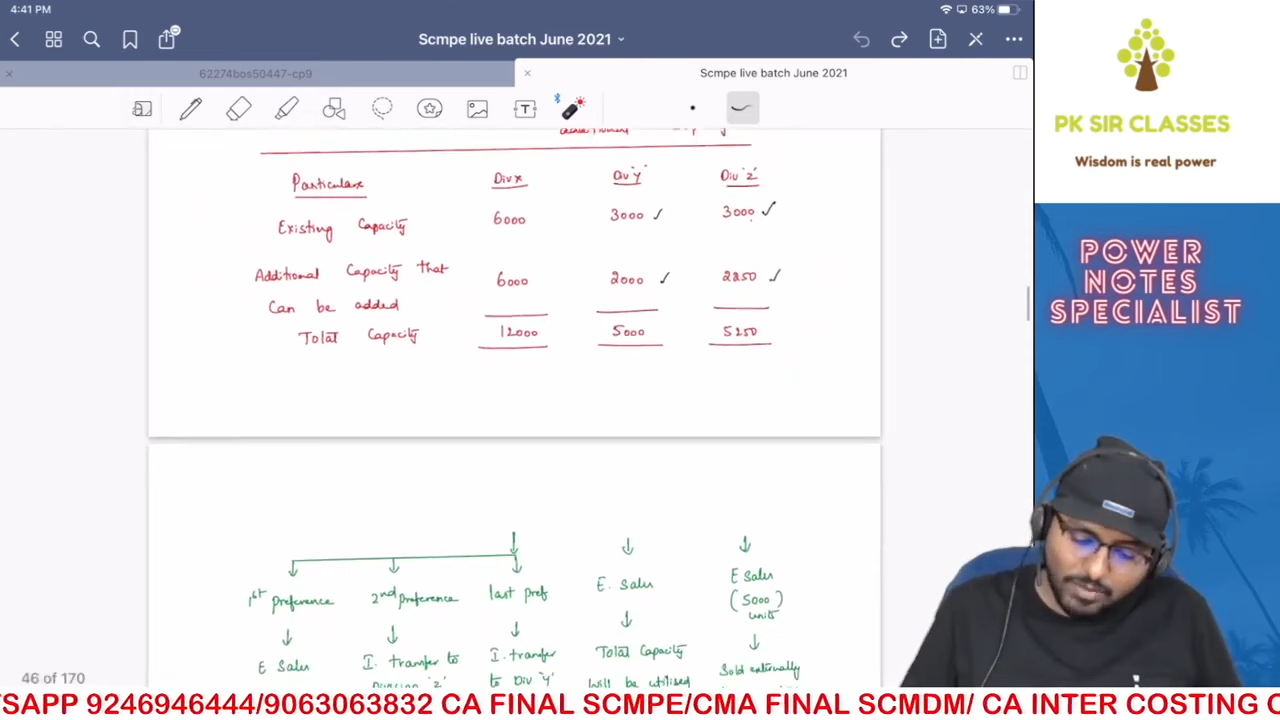 4:41 PM
63%
Scmpe live batch June 2021
62274bos50447-cp9
Scmpe live batch June 2021
Particulars Div x Div 'y' Div 'z'
Existing Capacity 6000 3000 ✓ 3000 ✓
Additional Capacity that Can be added 6000 2000 ✓ 2250 ✓
Total Capacity 12000 5000 5250
1st preference 2nd preference last pref E. Sales E Sales (5000) units
E Sales I. transfer to Division 'z' I. transfer to Div 'y' Total Capacity will be utilised Sold externally
46 of 170
PK SIR CLASSES
Wisdom is real power
POWER
NOTES
SPECIALIST
TSAPP 9246946444/9063063832 CA FINAL SCMPE/CMA FINAL SCMDM/ CA INTER COSTING